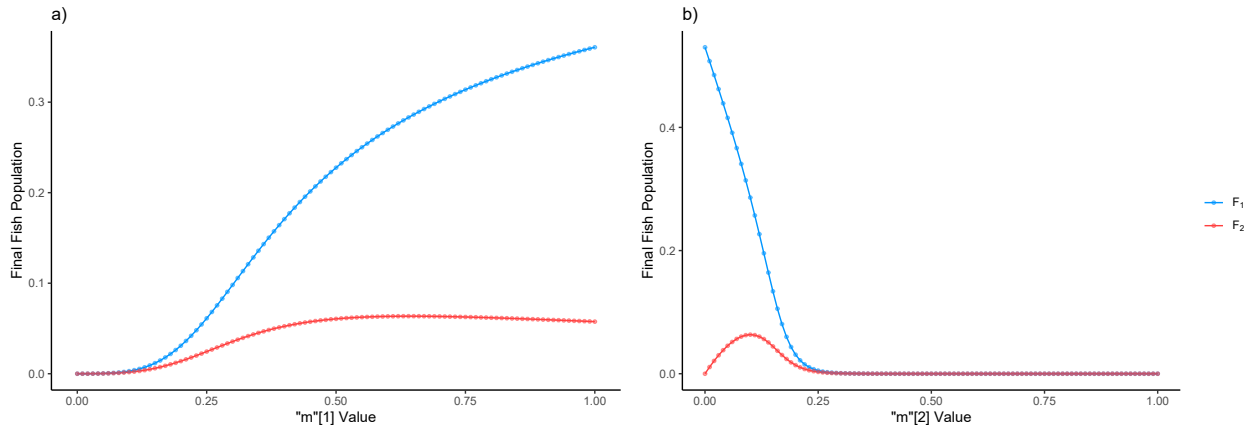 a)
Final Fish Population
0.3
0.2
0.1
0.0
0.00 0.25 0.50 0.75 1.00
"m"[1] Value
b)
Final Fish Population
0.4
0.2
0.0
0.00 0.25 0.50 0.75 1.00
"m"[2] Value
F₁
F₂